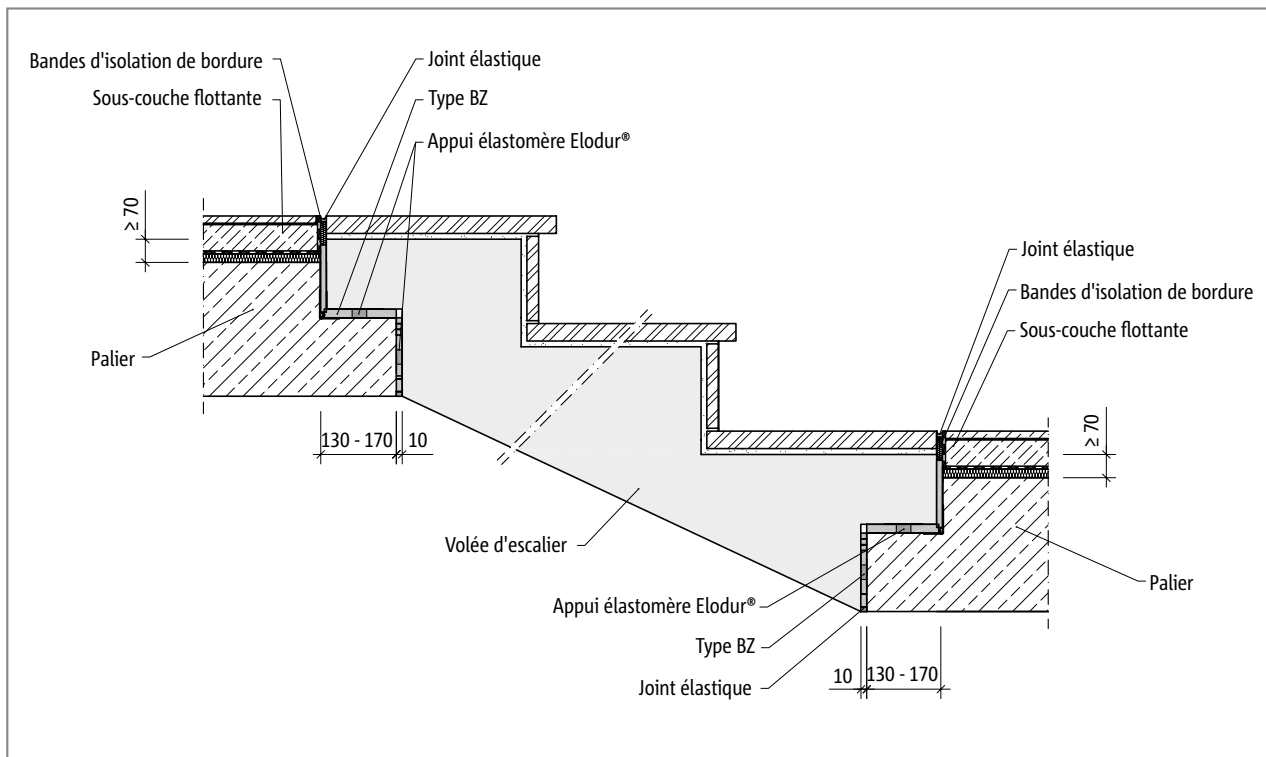 Bandes d'isolation de bordure
Joint élastique
Sous-couche flottante
Type BZ
Appui élastomère Elodur®
≥ 70
Joint élastique
Bandes d'isolation de bordure
Sous-couche flottante
Palier
≥ 70
130 - 170
10
Volée d'escalier
Palier
Appui élastomère Elodur®
Type BZ
10
130 - 170
Joint élastique